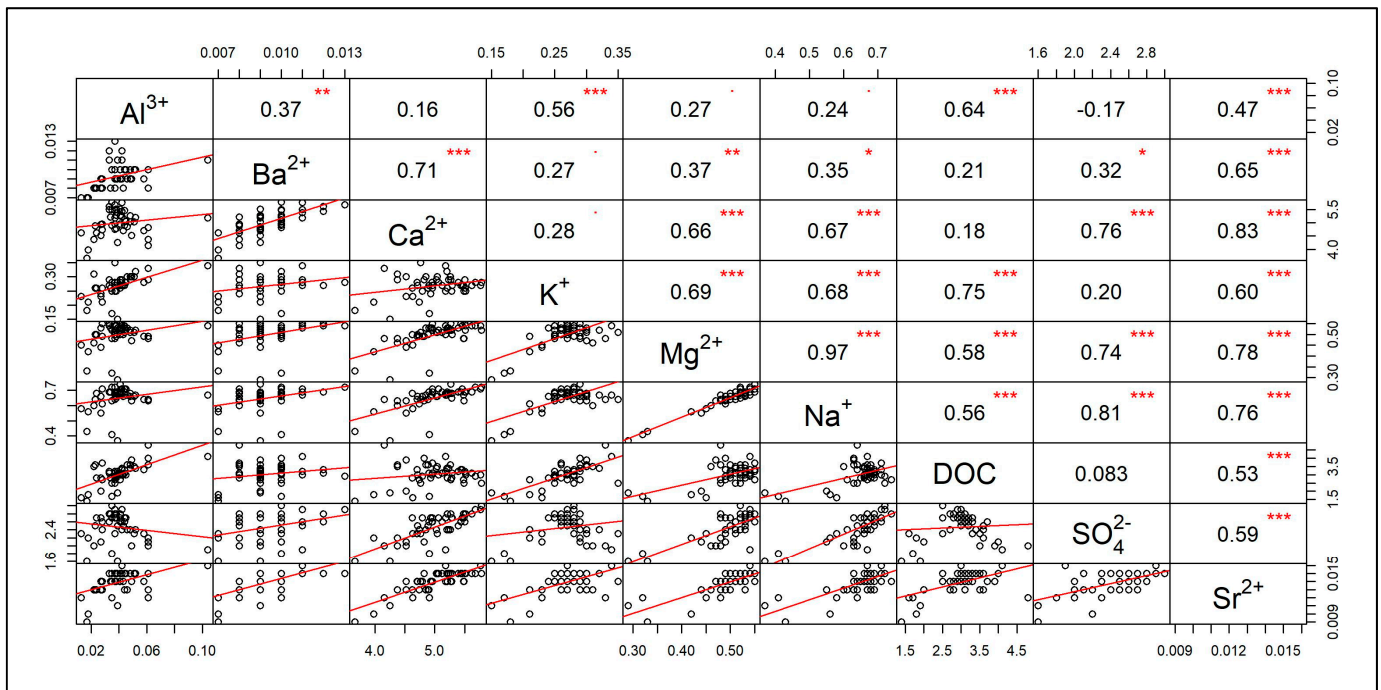 0.007 0.010 0.013 0.15 0.25 0.35 0.4 0.5 0.6 0.7 1.6 2.0 2.4 2.8
Al³⁺ 0.37 ** 0.16 0.56 *** 0.27 . 0.24 . 0.64 *** -0.17 0.47 *** 0.02 0.10
0.007 0.013 Ba²⁺ 0.71 *** 0.27 . 0.37 ** 0.35 * 0.21 0.32 * 0.65 ***
Ca²⁺ 0.28 . 0.66 *** 0.67 *** 0.18 0.76 *** 0.83 *** 4.0 5.5
0.15 0.30 K⁺ 0.69 *** 0.68 *** 0.75 *** 0.20 0.60 ***
Mg²⁺ 0.97 *** 0.58 *** 0.74 *** 0.78 *** 0.30 0.50
0.4 0.7 Na⁺ 0.56 *** 0.81 *** 0.76 ***
DOC 0.083 0.53 *** 1.5 3.5
1.6 2.4 SO₄²⁻ 0.59 ***
Sr²⁺ 0.009 0.015
0.02 0.06 0.10 4.0 5.0 0.30 0.40 0.50 1.5 2.5 3.5 4.5 0.009 0.012 0.015